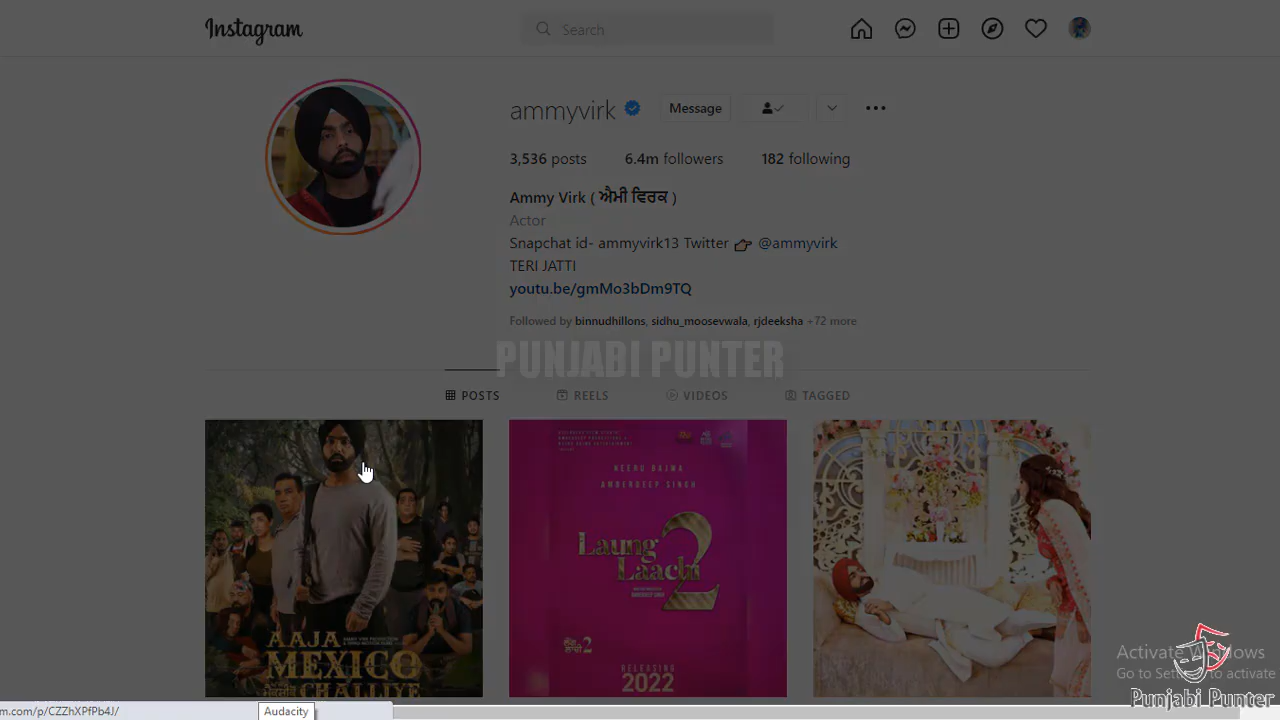 Instagram
Search
ammyvirk
Message
3,536 posts 6.4m followers 182 following
Ammy Virk ( ਐਮੀ ਵਿਰਕ )
Actor
Snapchat id- ammyvirk13 Twitter 👉 @ammyvirk
TERI JATTI
youtu.be/gmMo3bDm9TQ
Followed by binnudhillons, sidhu_moosevwala, rjdeeksha +72 more
PUNJABI PUNTER
POSTS REELS VIDEOS TAGGED
NEERU BAJWA
AMBERDEEP SINGH
Laung
Laachi 2
RELEASING
2022
AAJA
MEXICO
CHALLIYE
Activate Windows
Go to Se to activate
Punjabi Punter
m.com/p/CZZhXPfPb4J/
Audacity